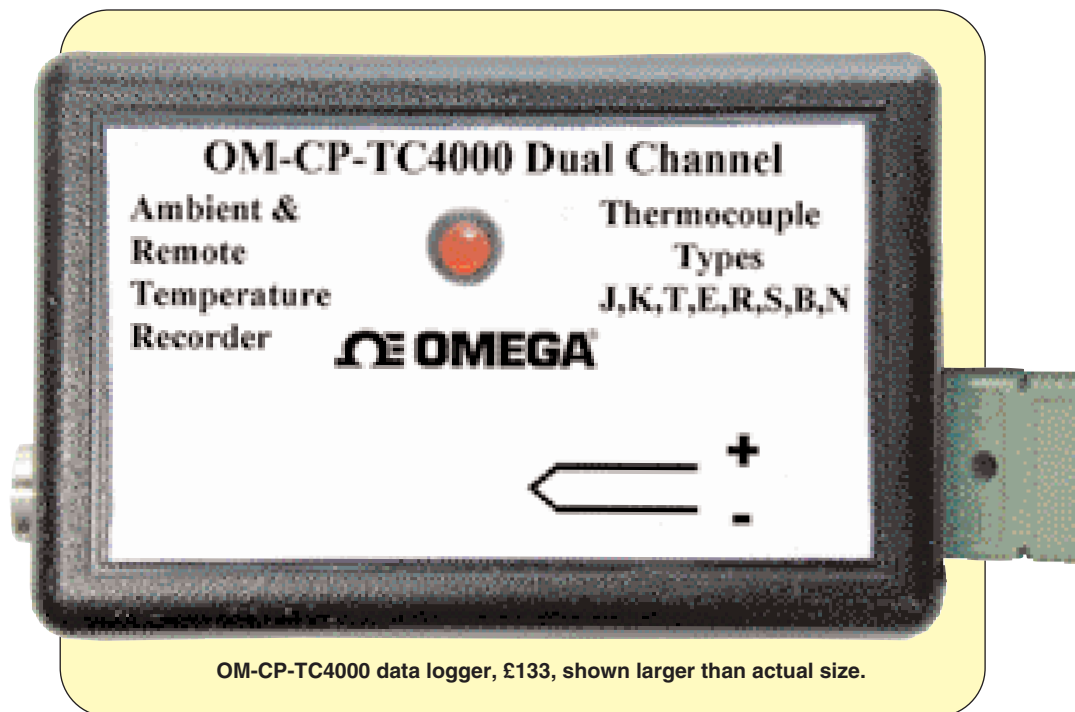 OM-CP-TC4000 Dual Channel
Ambient &
Remote
Temperature
Recorder
Thermocouple
Types
J,K,T,E,R,S,B,N
ΩE OMEGA®
+
-
OM-CP-TC4000 data logger, £133, shown larger than actual size.